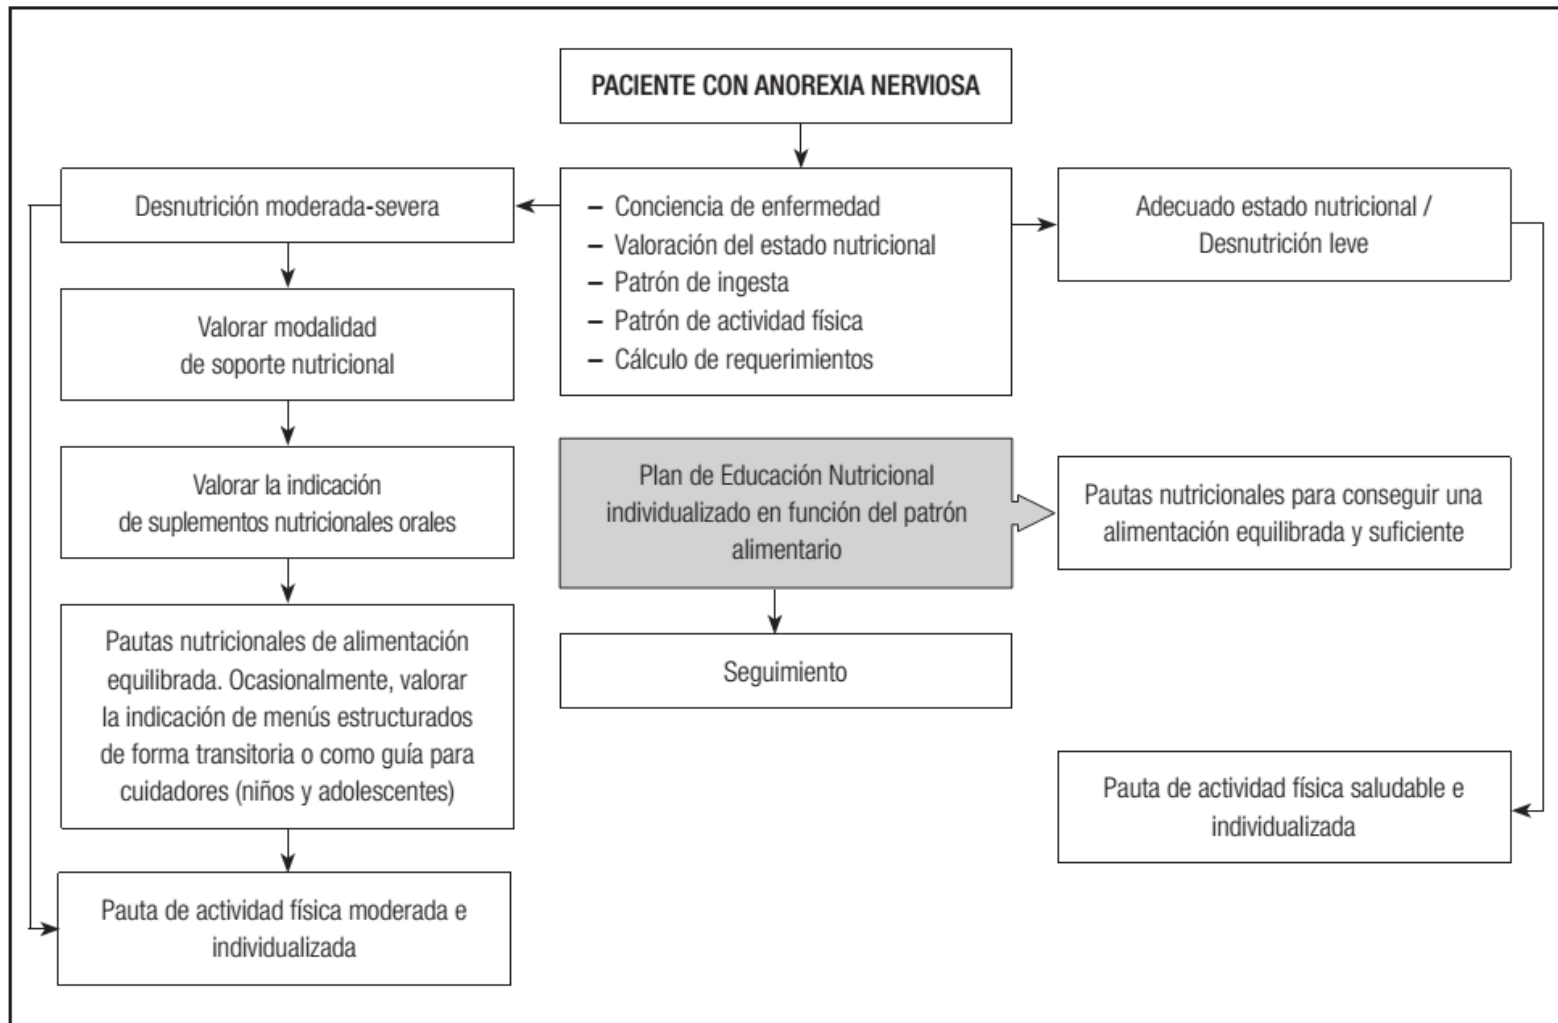 PACIENTE CON ANOREXIA NERVIOSA
Desnutrición moderada-severa
– Conciencia de enfermedad
– Valoración del estado nutricional
– Patrón de ingesta
– Patrón de actividad física
– Cálculo de requerimientos
Adecuado estado nutricional /
Desnutrición leve
Valorar modalidad
de soporte nutricional
Valorar la indicación
de suplementos nutricionales orales
Plan de Educación Nutricional
individualizado en función del patrón
alimentario
Pautas nutricionales para conseguir una
alimentación equilibrada y suficiente
Pautas nutricionales de alimentación
equilibrada. Ocasionalmente, valorar
la indicación de menús estructurados
de forma transitoria o como guía para
cuidadores (niños y adolescentes)
Seguimiento
Pauta de actividad física saludable e
individualizada
Pauta de actividad física moderada e
individualizada